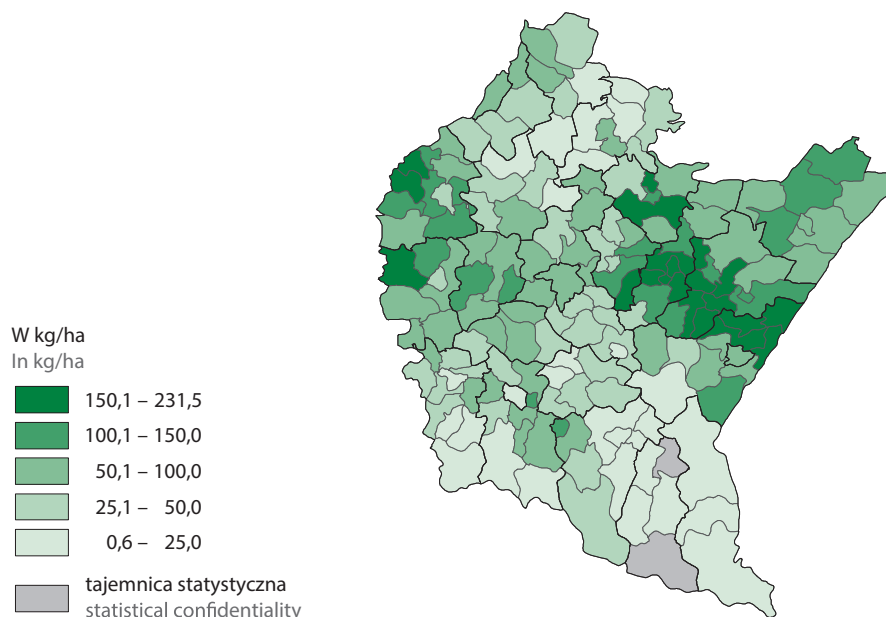 W kg/ha
In kg/ha
150,1 – 231,5
100,1 – 150,0
50,1 – 100,0
25,1 – 50,0
0,6 – 25,0
tajemnica statystyczna
statistical confidentiality